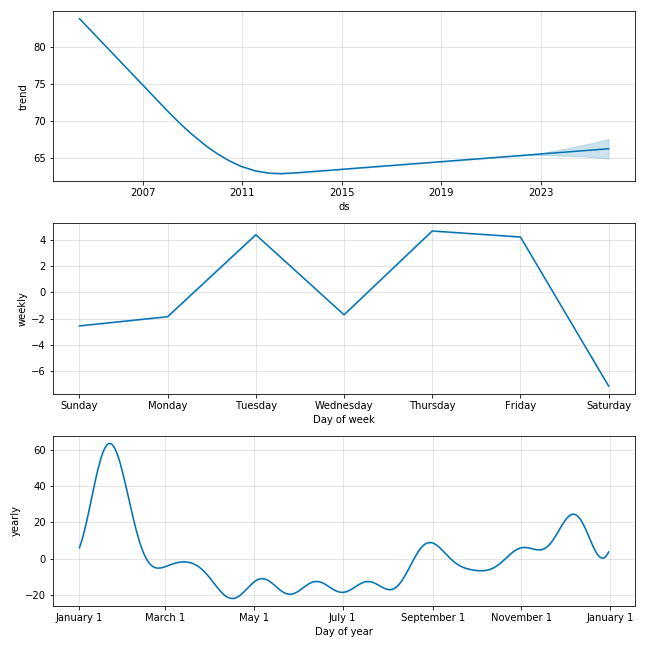 80
75
70
65
trend
2007 2011 2015 2019 2023
ds
4
2
0
−2
−4
−6
weekly
Sunday Monday Tuesday Wednesday Thursday Friday Saturday
Day of week
60
40
20
0
−20
yearly
January 1 March 1 May 1 July 1 September 1 November 1 January 1
Day of year